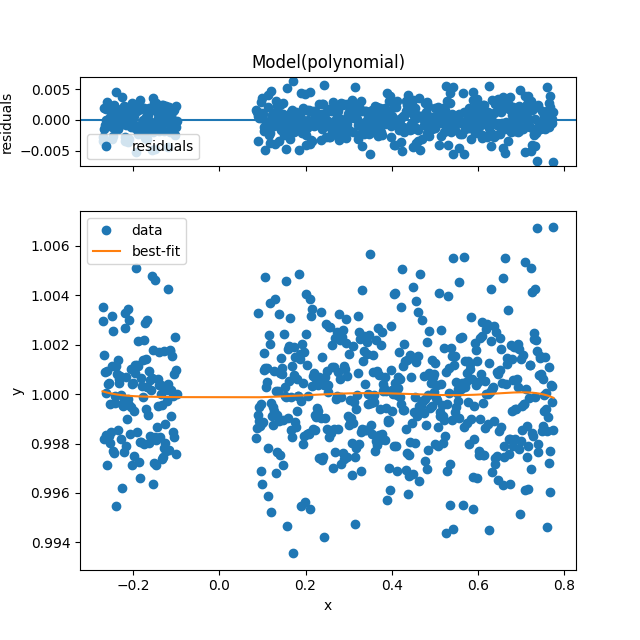 Model(polynomial)
residuals
0.005
0.000
−0.005
residuals
y
1.006
1.004
1.002
1.000
0.998
0.996
0.994
data
best-fit
−0.2
0.0
0.2
0.4
0.6
0.8
x